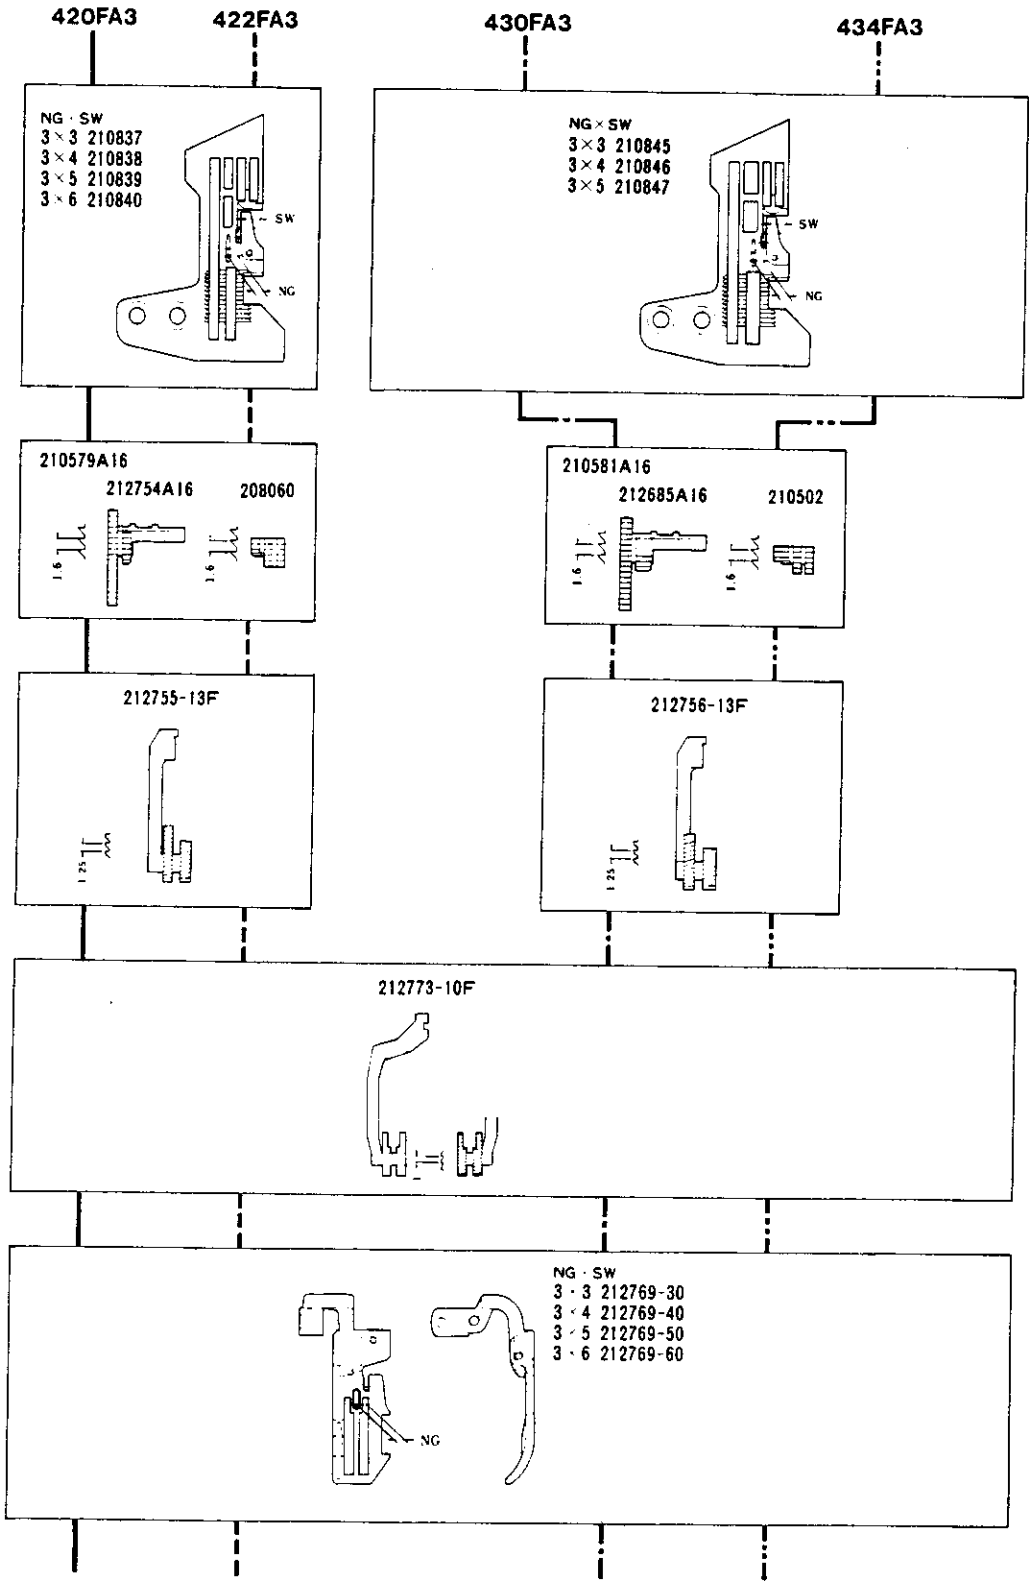 420FA3
422FA3
430FA3
434FA3
NG · SW
3×3 210837
3×4 210838
3×5 210839
3×6 210840
SW
NG
NG×SW
3×3 210845
3×4 210846
3×5 210847
SW
NG
210579A16
212754A16
208060
1.6
1.6
210581A16
212685A16
210502
1.6
1.6
212755-13F
1.25
212756-13F
1.25
212773-10F
NG · SW
3 · 3 212769-30
3 × 4 212769-40
3 × 5 212769-50
3 · 6 212769-60
NG